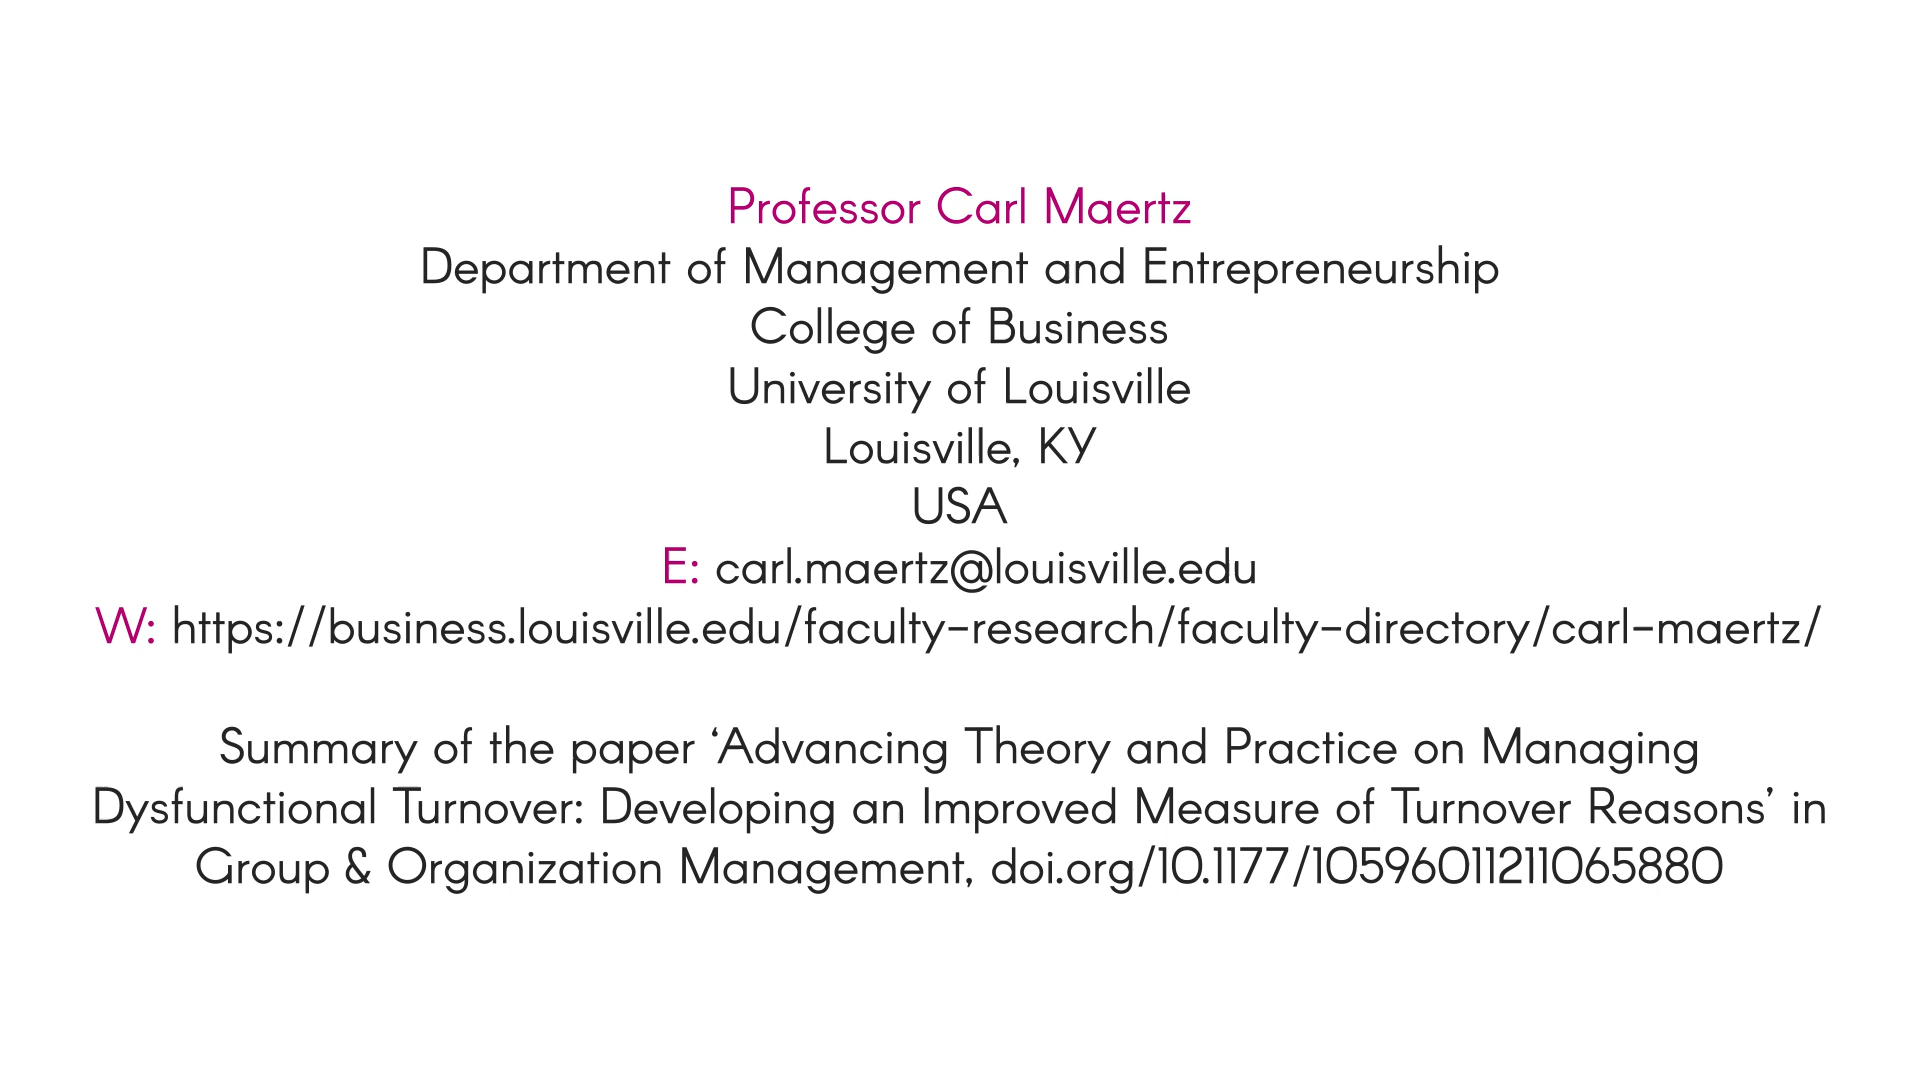 Professor Carl Maertz
Department of Management and Entrepreneurship
College of Business
University of Louisville
Louisville, KY
USA
E: carl.maertz@louisville.edu
W: https://business.louisville.edu/faculty-research/faculty-directory/carl-maertz/
Summary of the paper ‘Advancing Theory and Practice on Managing
Dysfunctional Turnover: Developing an Improved Measure of Turnover Reasons’ in
Group & Organization Management, doi.org/10.1177/10596011211065880